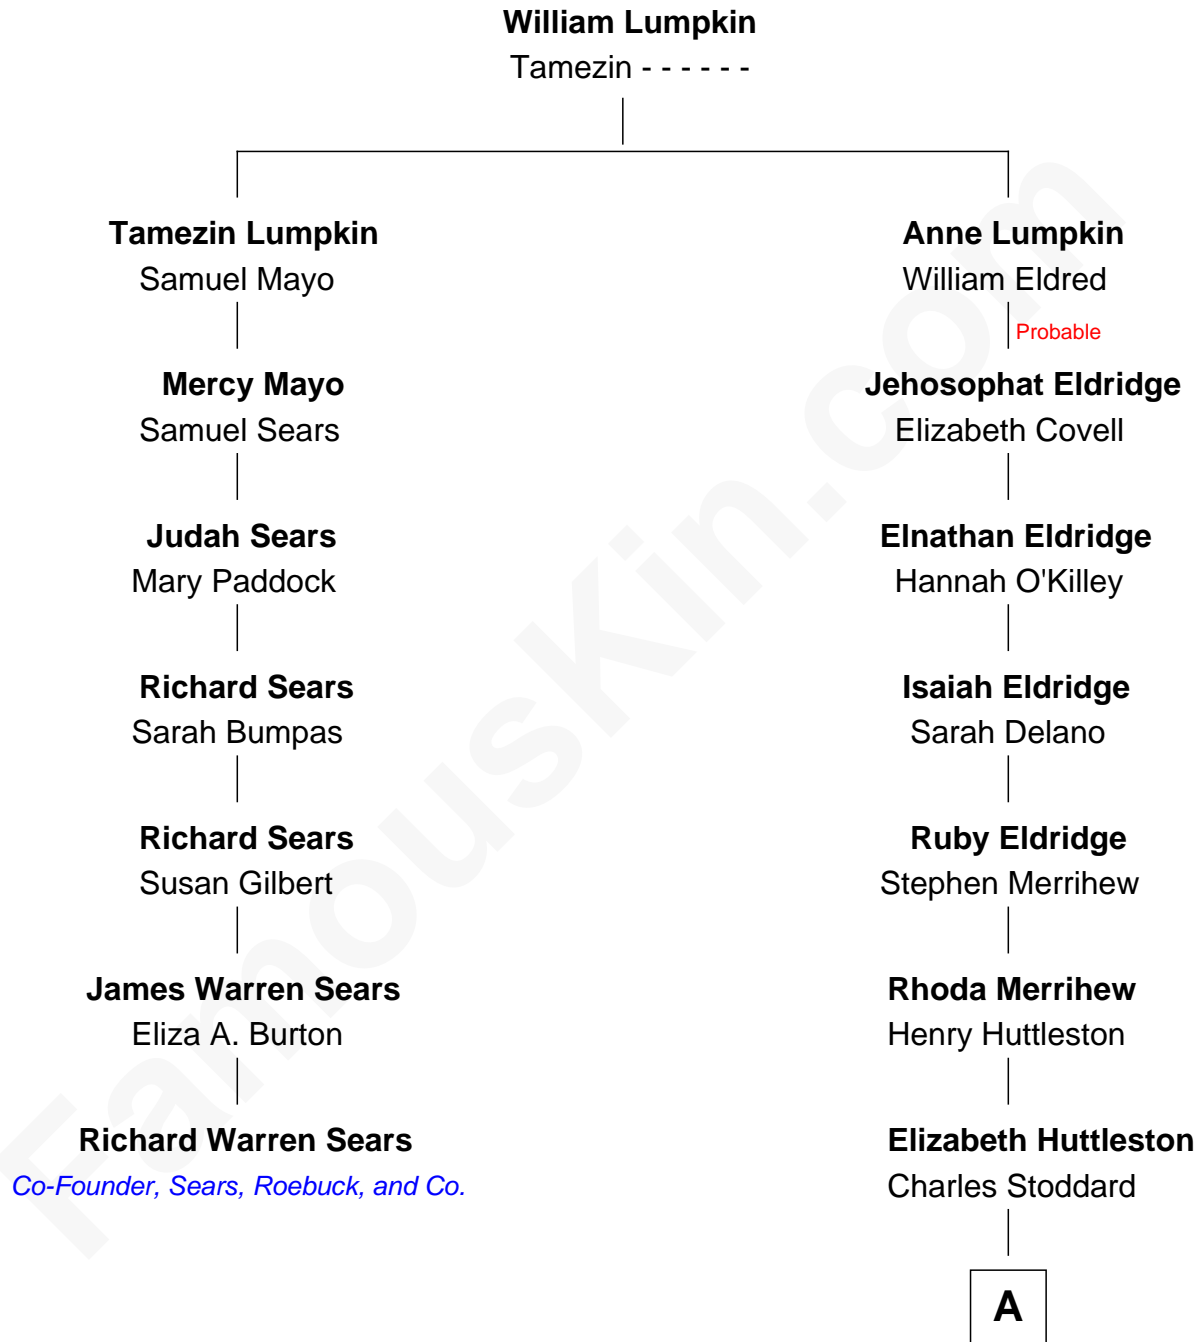 William Lumpkin
Tamezin - - - - - -
Tamezin Lumpkin
Samuel Mayo
Mercy Mayo
Samuel Sears
Judah Sears
Mary Paddock
Richard Sears
Sarah Bumpas
Richard Sears
Susan Gilbert
James Warren Sears
Eliza A. Burton
Richard Warren Sears
Co-Founder, Sears, Roebuck, and Co.
Anne Lumpkin
William Eldred
Probable
Jehosophat Eldridge
Elizabeth Covell
Elnathan Eldridge
Hannah O'Killey
Isaiah Eldridge
Sarah Delano
Ruby Eldridge
Stephen Merrihew
Rhoda Merrihew
Henry Huttleston
Elizabeth Huttleston
Charles Stoddard
A
FamousKin.com